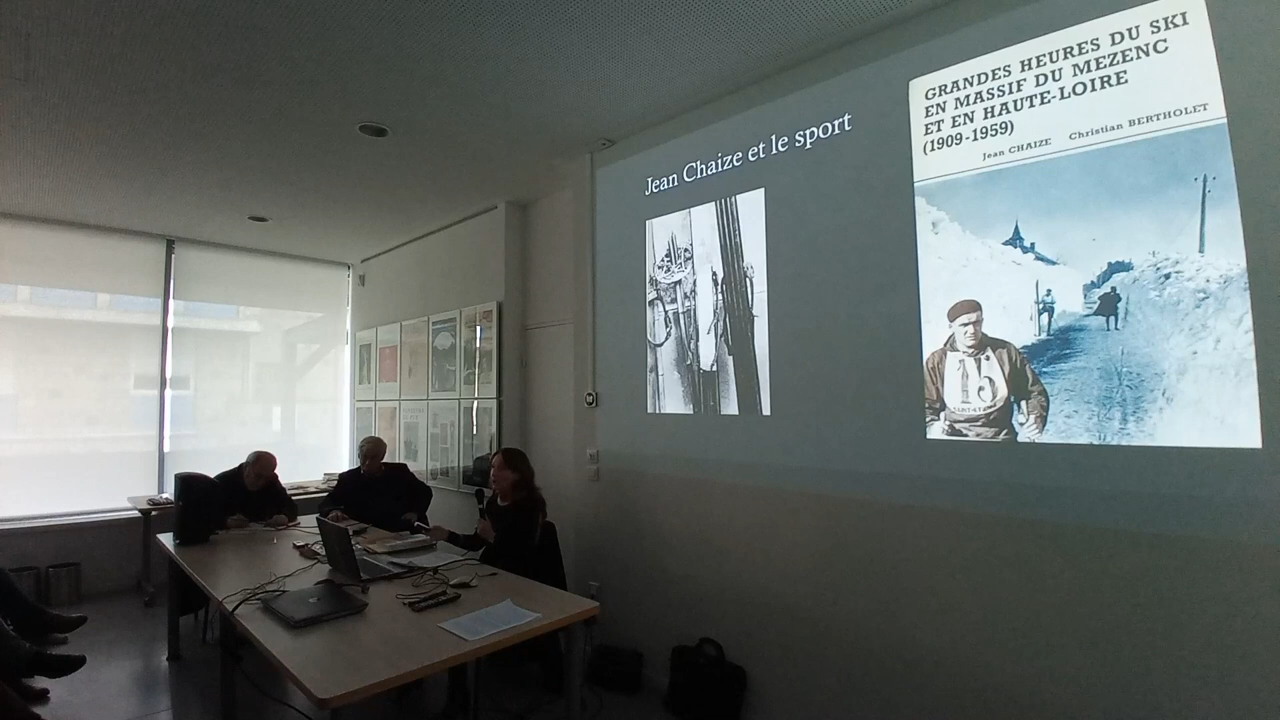 Jean Chaize et le sport
GRANDES HEURES DU SKI
EN MASSIF DU MEZENC
ET EN HAUTE-LOIRE
(1909-1959)
Jean CHAIZE Christian BERTHOLET
15